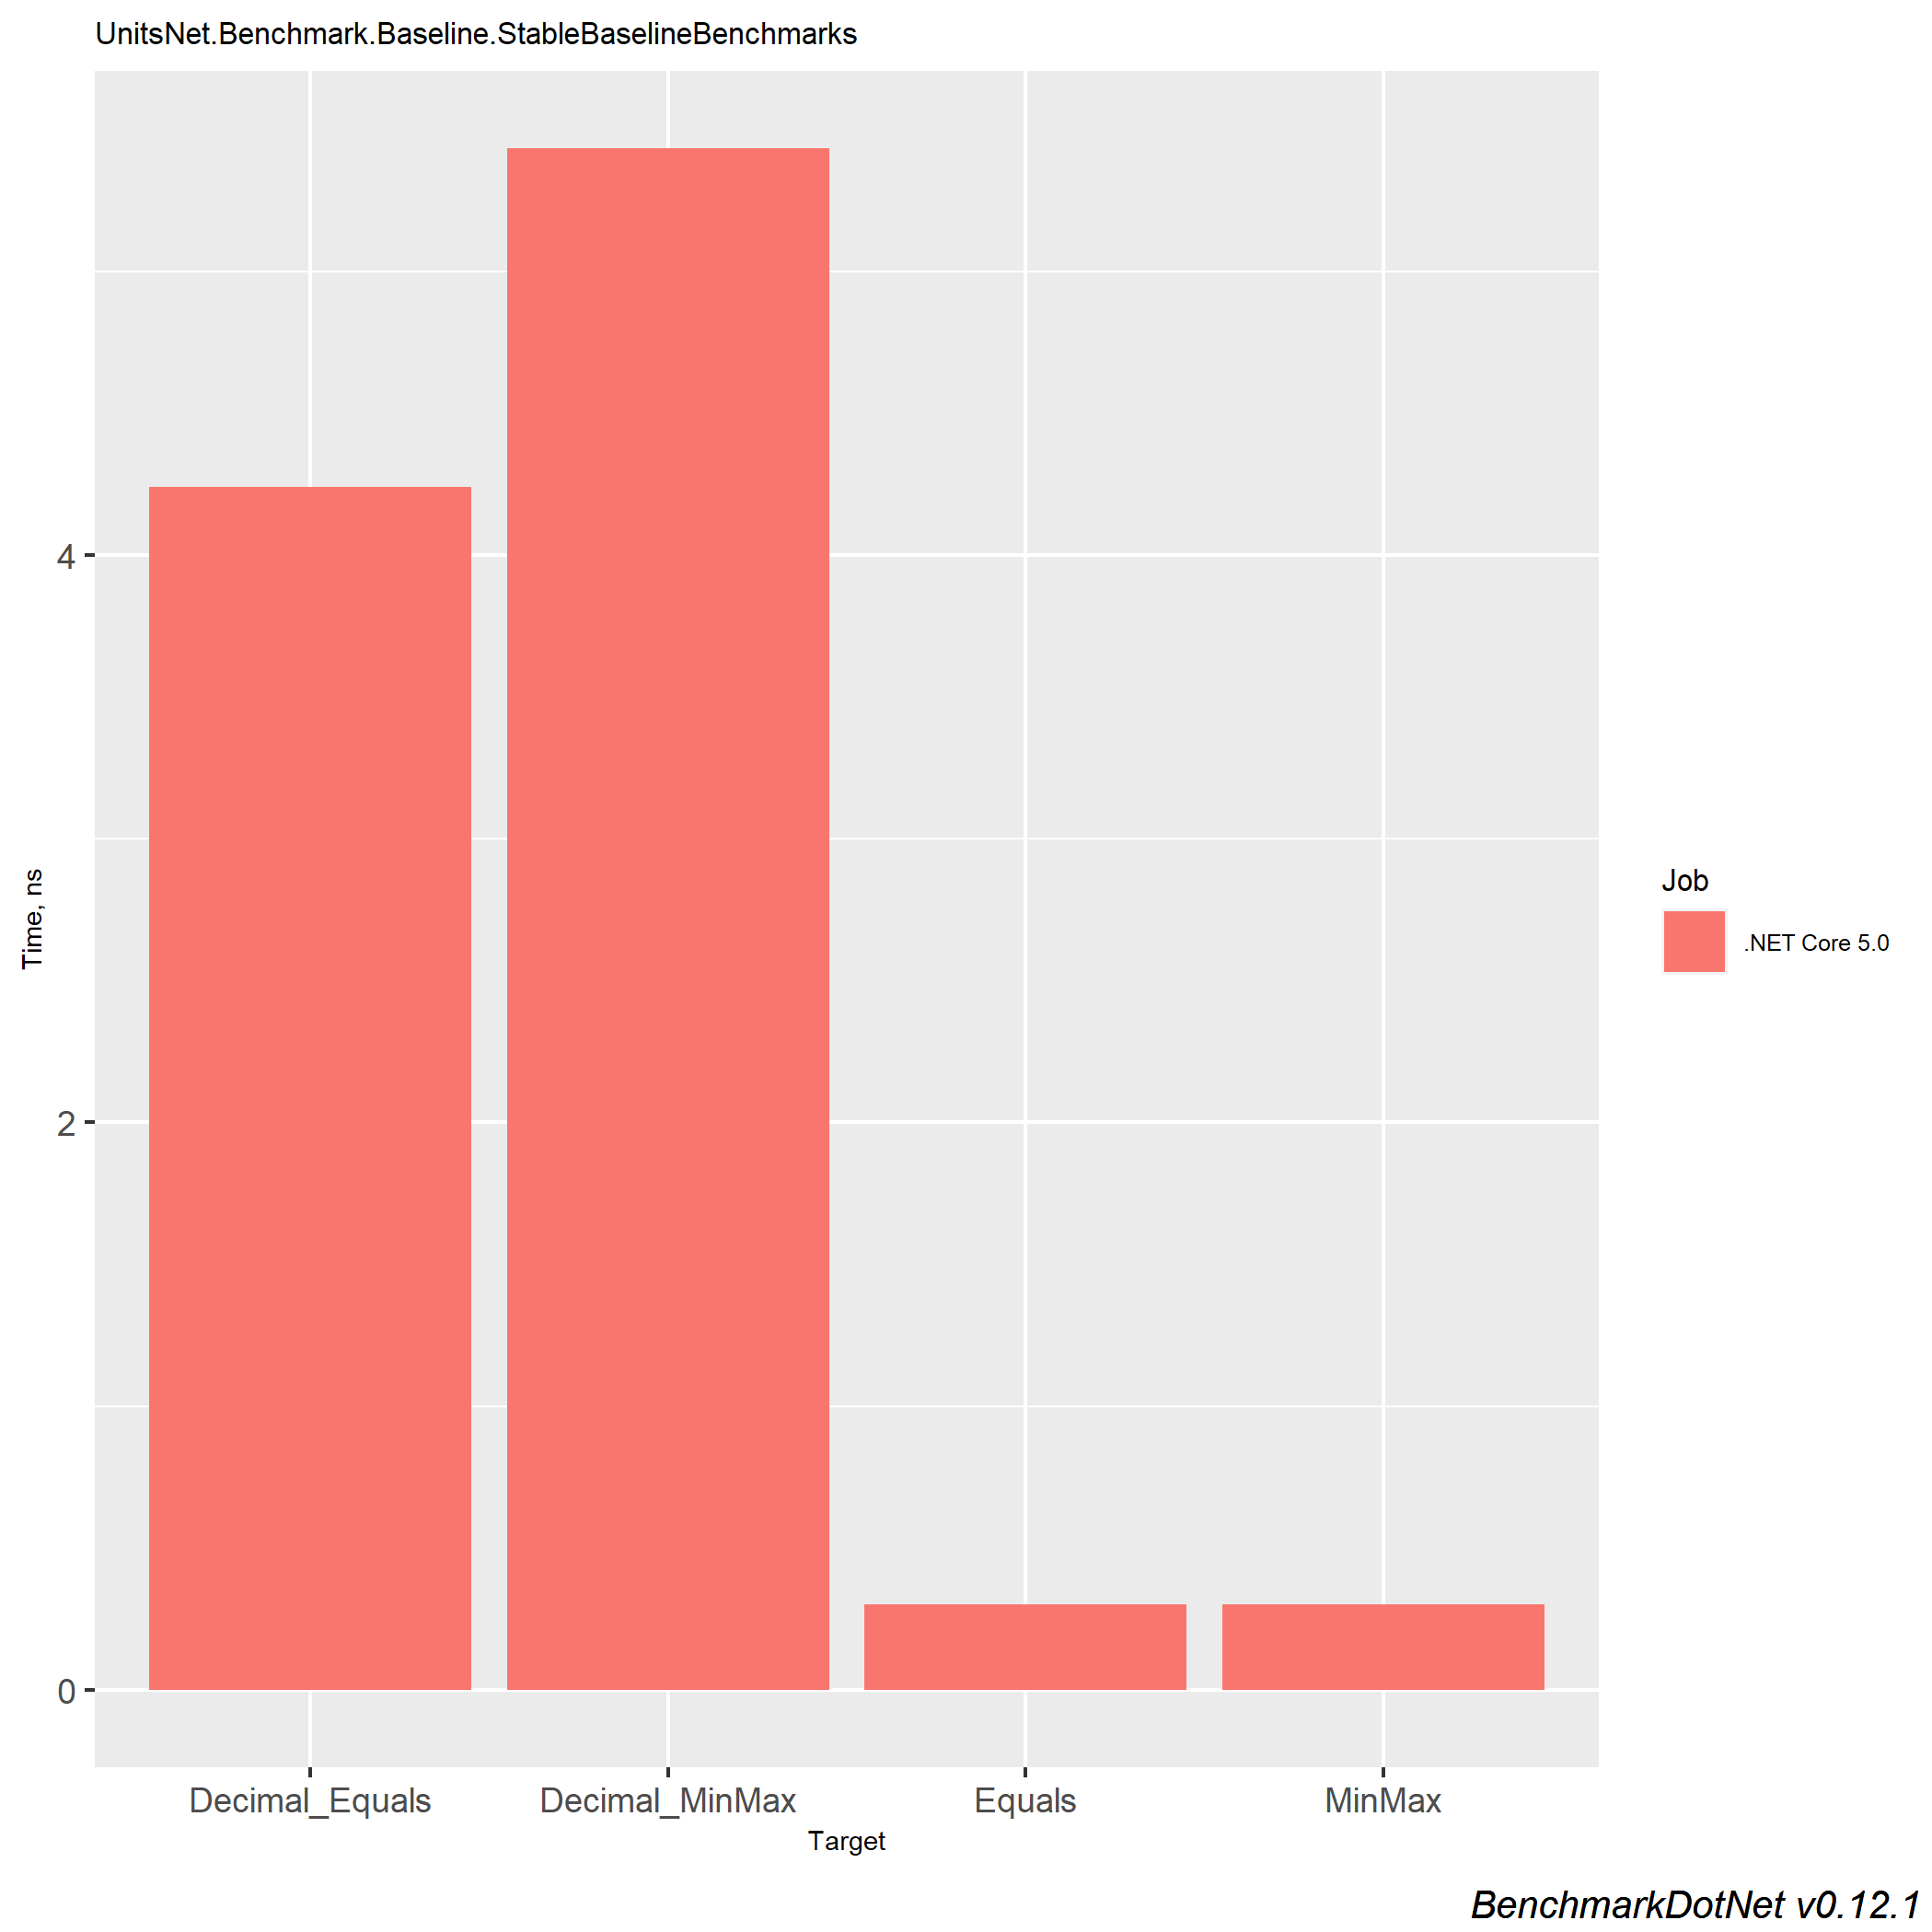 UnitsNet.Benchmark.Baseline.StableBaselineBenchmarks
4
2
0
Time, ns
Decimal_Equals Decimal_MinMax Equals MinMax
Target
Job
.NET Core 5.0
BenchmarkDotNet v0.12.1